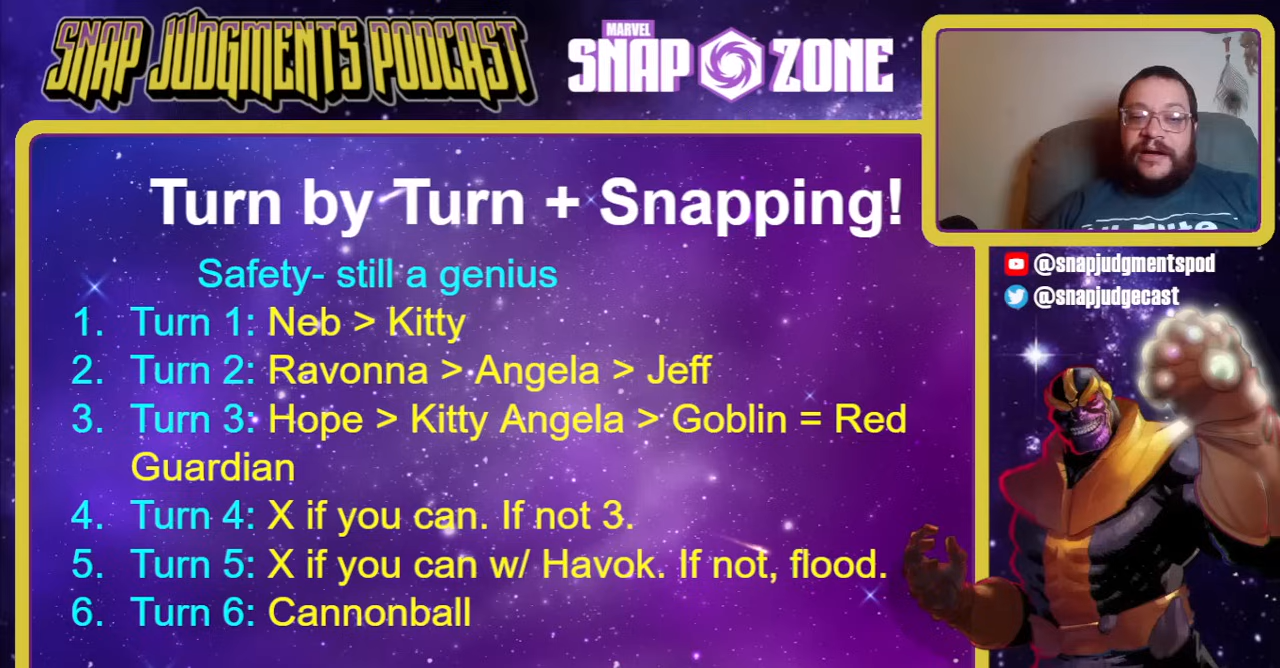 SNAP JUDGMENTS PODCAST
MARVEL
SNAP ZONE
Turn by Turn + Snapping!
Safety- still a genius
1. Turn 1: Neb > Kitty
2. Turn 2: Ravonna > Angela > Jeff
3. Turn 3: Hope > Kitty Angela > Goblin = Red
Guardian
4. Turn 4: X if you can. If not 3.
5. Turn 5: X if you can w/ Havok. If not, flood.
6. Turn 6: Cannonball
@snapjudgmentspod
@snapjudgecast